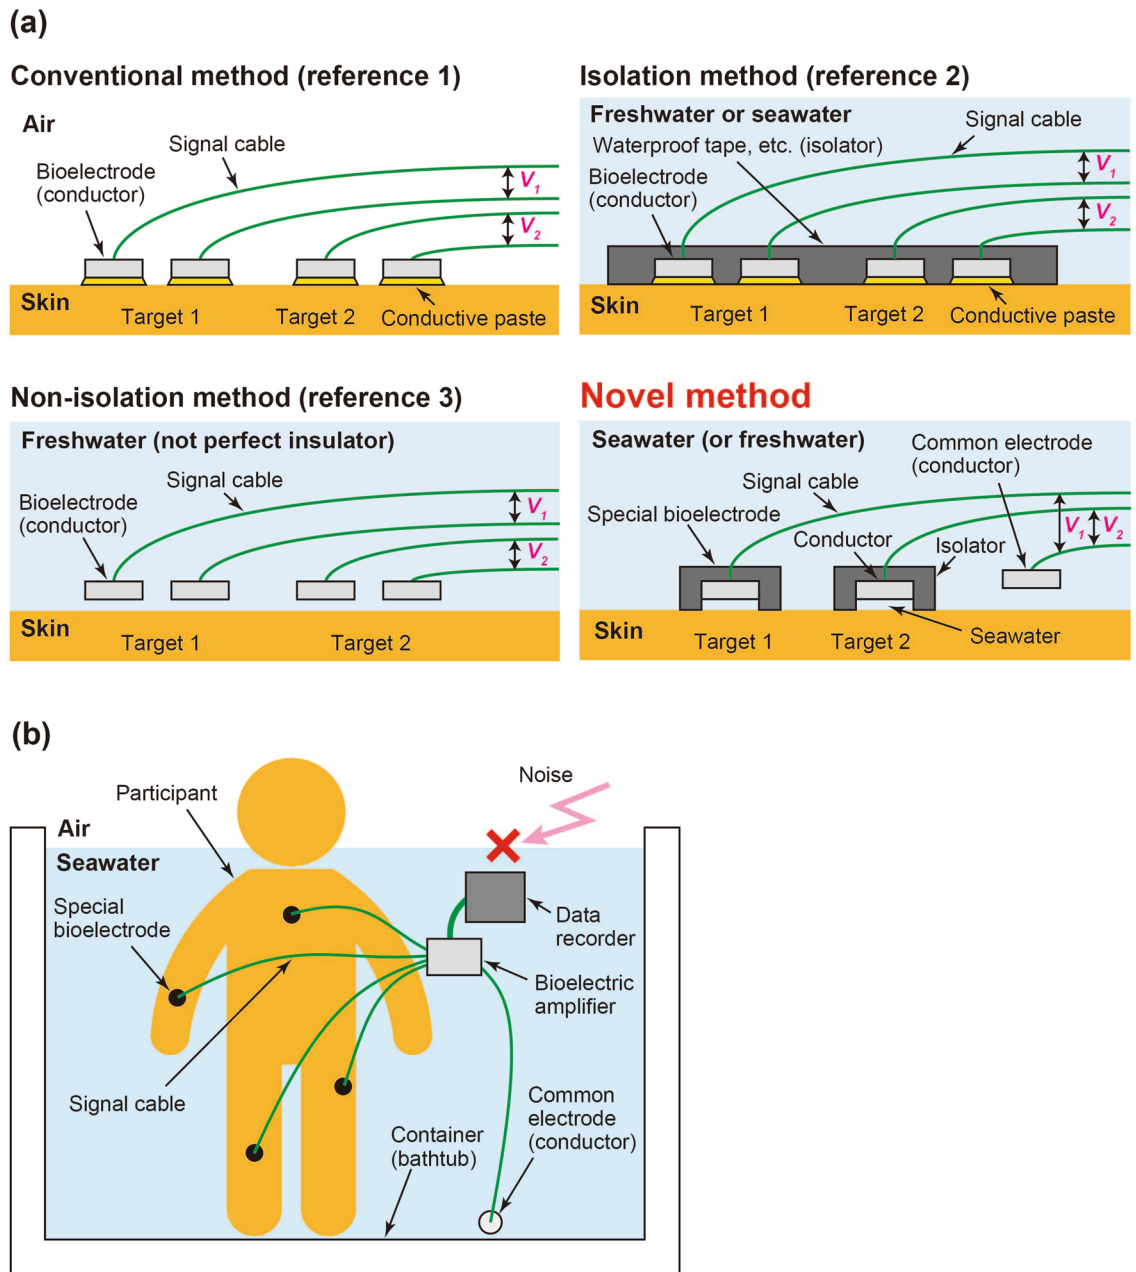 (a)
Conventional method (reference 1)
Air
Signal cable
Bioelectrode
(conductor)
V1
V2
Skin
Target 1
Target 2
Conductive paste
Isolation method (reference 2)
Freshwater or seawater
Signal cable
Waterproof tape, etc. (isolator)
Bioelectrode
(conductor)
V1
V2
Skin
Target 1
Target 2
Conductive paste
Non-isolation method (reference 3)
Freshwater (not perfect insulator)
Signal cable
Bioelectrode
(conductor)
V1
V2
Skin
Target 1
Target 2
Novel method
Seawater (or freshwater)
Common electrode
(conductor)
Signal cable
Special bioelectrode
Conductor
Isolator
V1
V2
Skin
Target 1
Target 2
Seawater
(b)
Noise
Participant
Air
Seawater
Special
bioelectrode
Data
recorder
Bioelectric
amplifier
Signal cable
Common
electrode
(conductor)
Container
(bathtub)